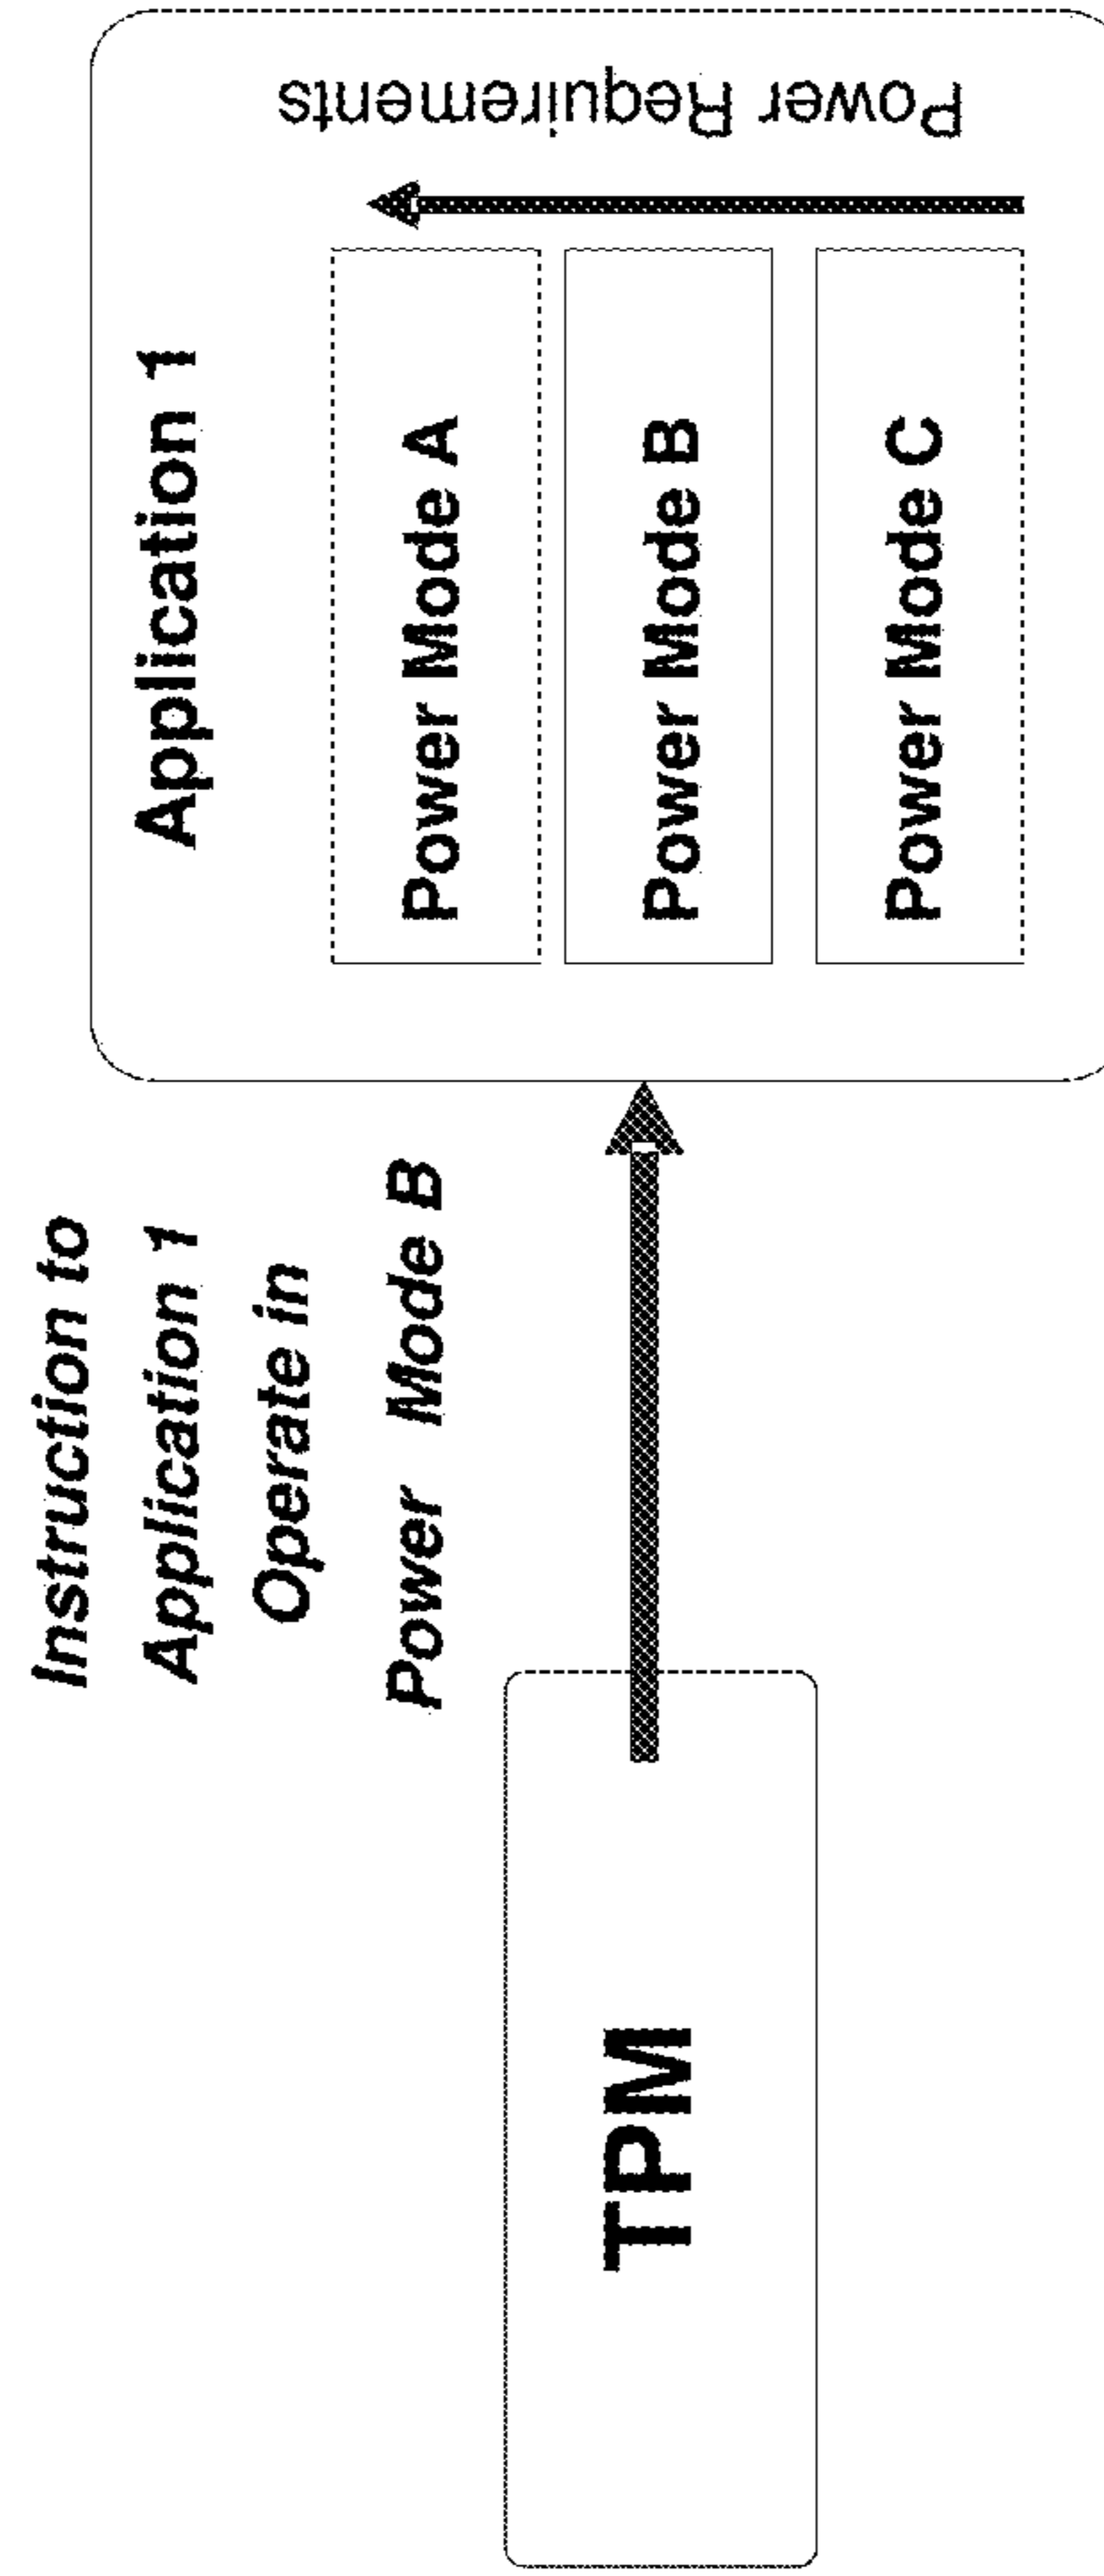 Instruction to
Application 1
Operate in
Power Mode B
TPM
Application 1
Power Mode A
Power Mode B
Power Mode C
Power Requirements